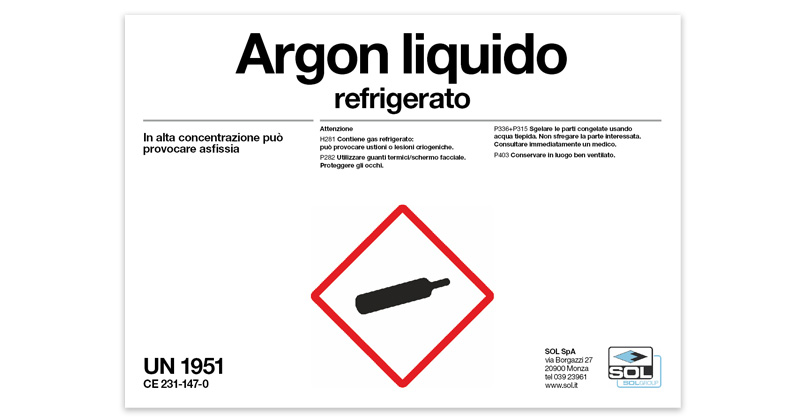 Argon liquido
refrigerato
In alta concentrazione può
provocare asfissia
Attenzione
H281 Contiene gas refrigerato:
può provocare ustioni o lesioni criogeniche.
P282 Utilizzare guanti termici/schermo facciale.
Proteggere gli occhi.
P336+P315 Sgelare le parti congelate usando
acqua tiepida. Non sfregare la parte interessata.
Consultare immediatamente un medico.
P403 Conservare in luogo ben ventilato.
UN 1951
CE 231-147-0
SOL SpA
via Borgazzi 27
20900 Monza
tel 039 23961
www.sol.it
SOL
SOLGROUP